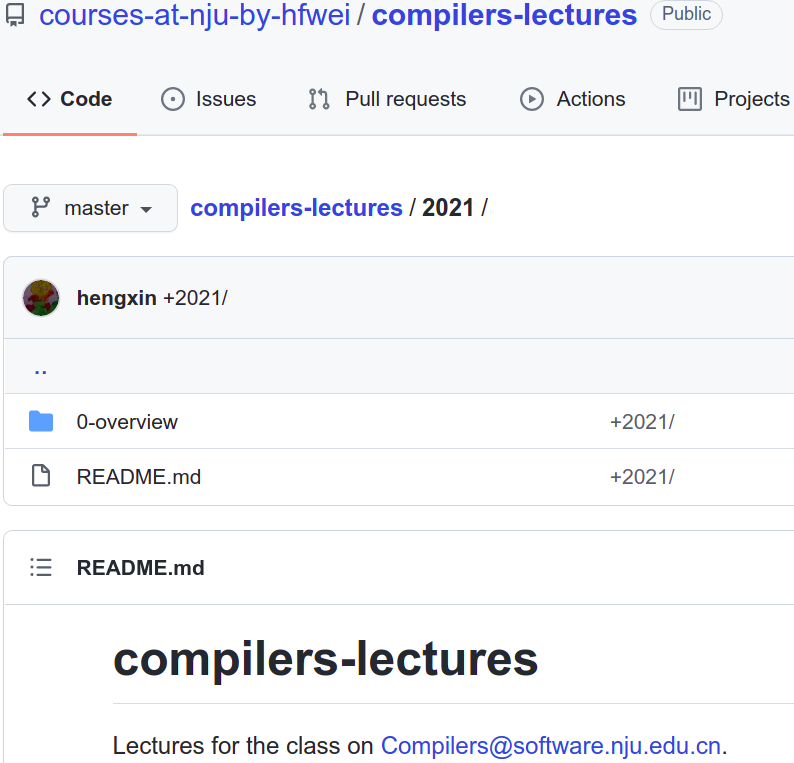 courses-at-nju-by-hfwei / compilers-lectures Public
Code Issues Pull requests Actions Projects
master compilers-lectures / 2021 /
hengxin +2021/
..
0-overview +2021/
README.md +2021/
README.md
compilers-lectures
Lectures for the class on Compilers@software.nju.edu.cn.